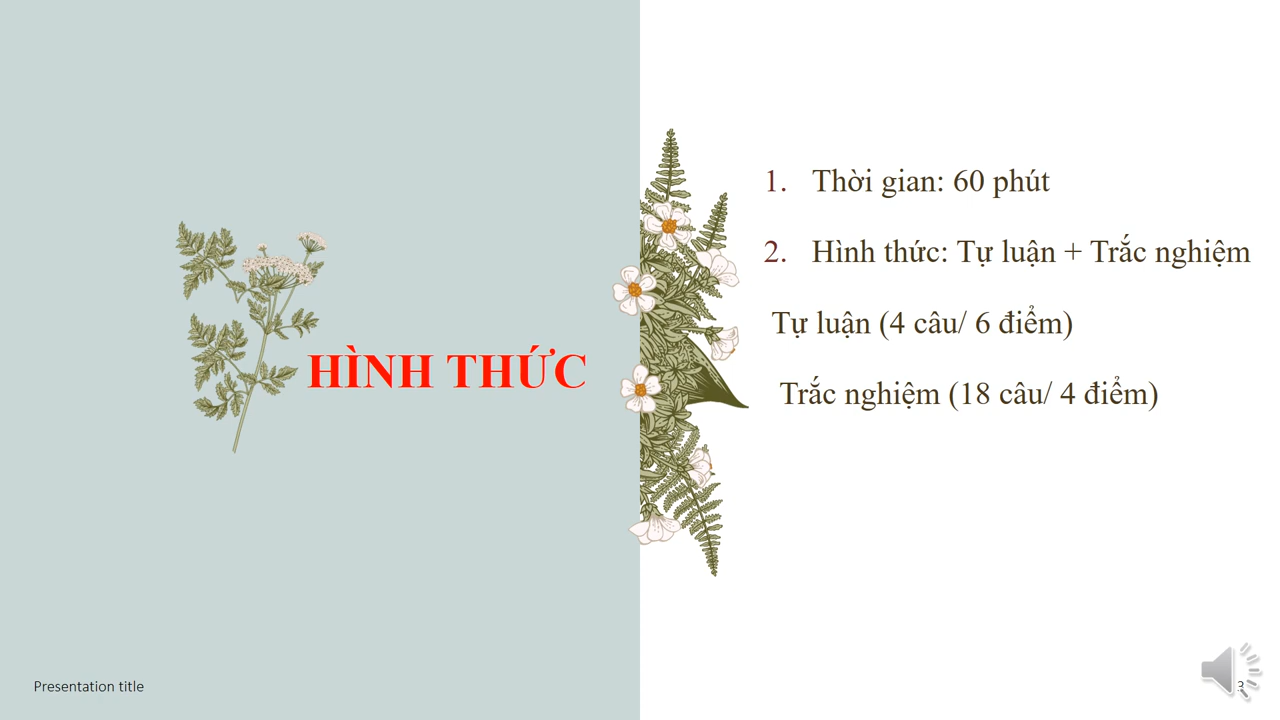 HÌNH THỨC
1. Thời gian: 60 phút
2. Hình thức: Tự luận + Trắc nghiệm
Tự luận (4 câu/ 6 điểm)
Trắc nghiệm (18 câu/ 4 điểm)
Presentation title
3